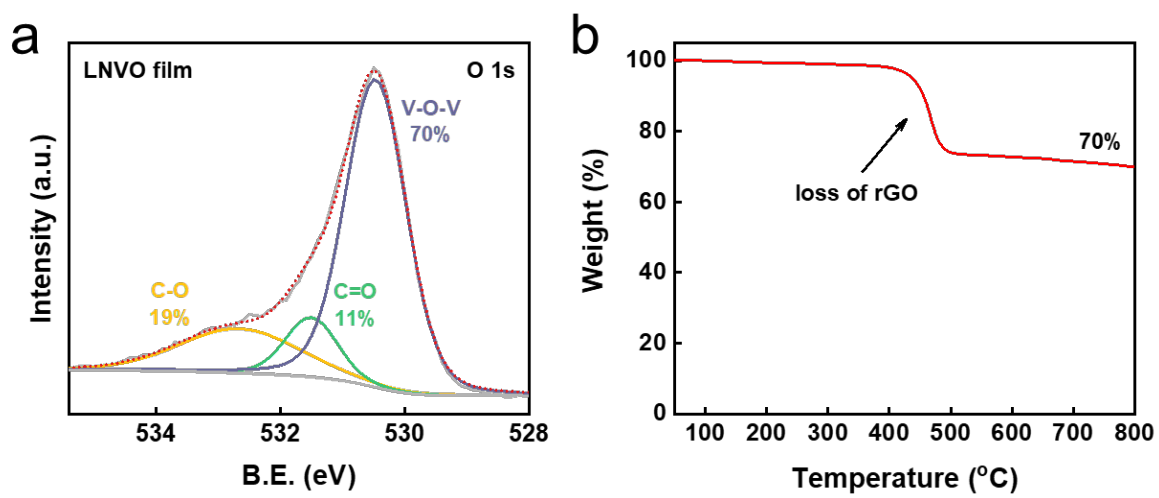 a
LNVO film
O 1s
V-O-V
70%
C-O
19%
C=O
11%
Intensity (a.u.)
534
532
530
528
B.E. (eV)
b
100
80
60
40
20
0
70%
loss of rGO
Weight (%)
100
200
300
400
500
600
700
800
Temperature (°C)